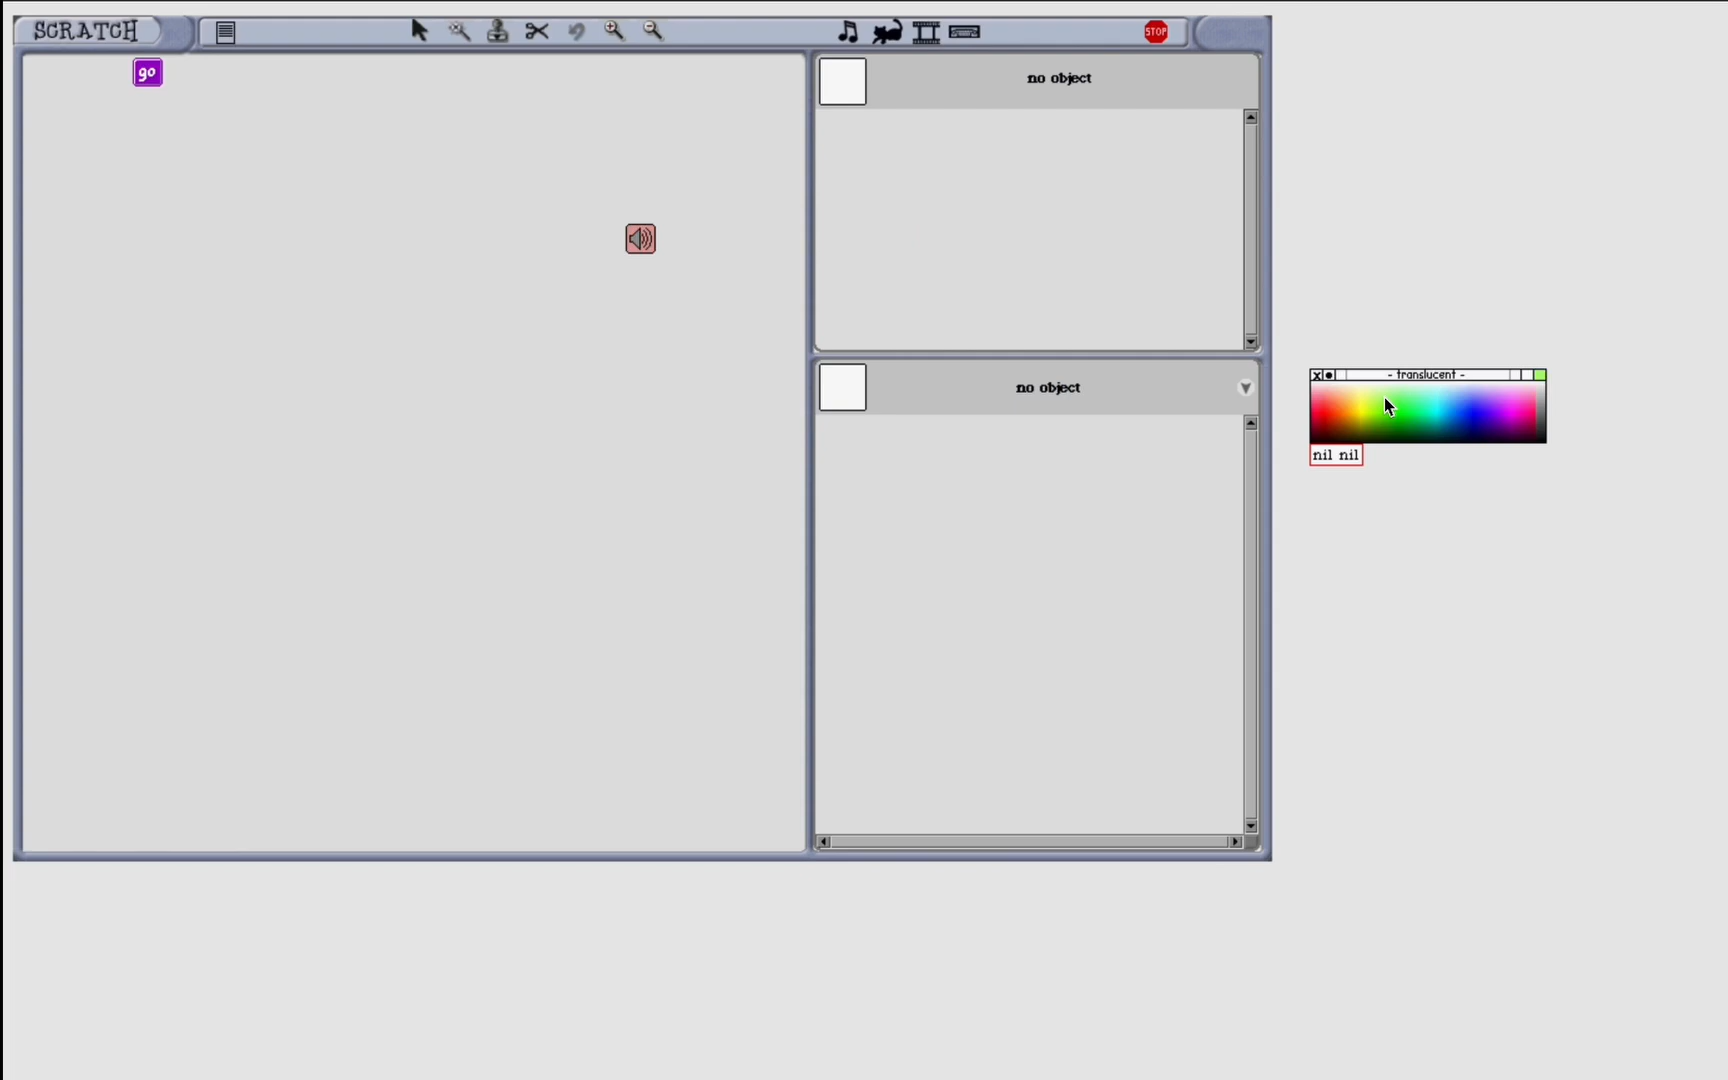 SCRATCH
STOP
go
no object
no object
X
- translucent -
nil nil